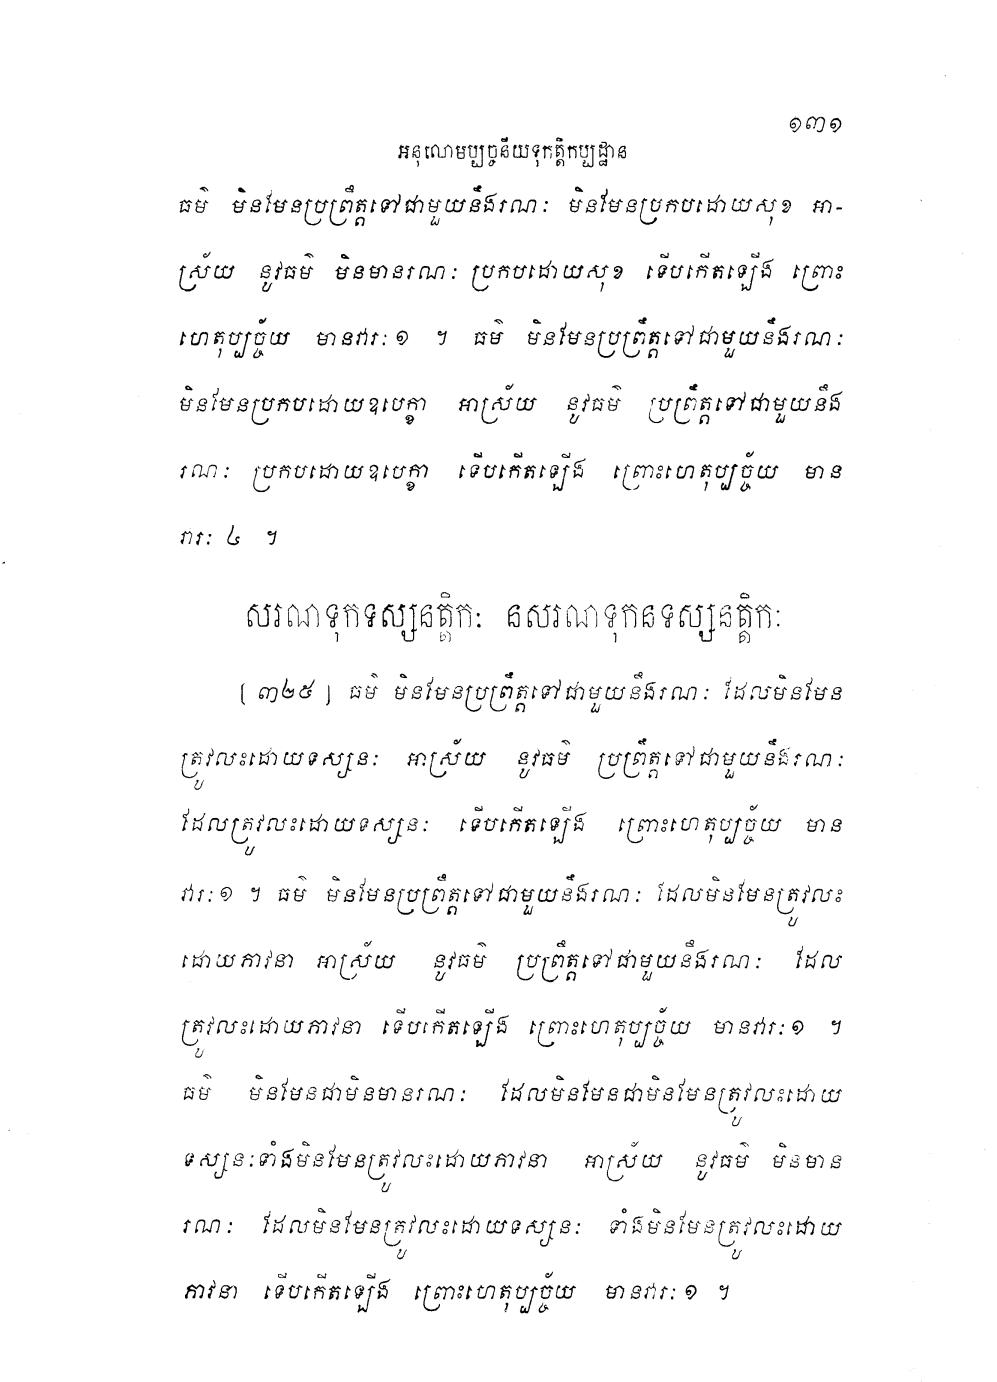 ១៣១
អនុលោមប្បច្ចនីយទុកត្តិកប្បដ្ឋាន
ធម៌ មិនមែនប្រព្រឹត្តទៅជាមួយនឹងរណៈ មិនមែនប្រកបដោយសុខ អា-
ស្រ័យ នូវធម៌ មិនមានរណៈ ប្រកបដោយសុខ ទើបកើតឡើង ព្រោះ
ហេតុប្បច្ច័យ មានវារៈ១ ។ ធម៌ មិនមែនប្រព្រឹត្តទៅជាមួយនឹងរណៈ
មិនមែនប្រកបដោយឧបេក្ខា អាស្រ័យ នូវធម៌ ប្រព្រឹត្តទៅជាមួយនឹង
រណៈ ប្រកបដោយឧបេក្ខា ទើបកើតឡើង ព្រោះហេតុប្បច្ច័យ មាន
វារៈ ៤ ។
សរណទុកទស្សនត្តិកៈ នសរណទុកនទស្សនត្តិកៈ
[ ៣២៥ ] ធម៌ មិនមែនប្រព្រឹត្តទៅជាមួយនឹងរណៈ ដែលមិនមែន
ត្រូវលះដោយទស្សនៈ អាស្រ័យ នូវធម៌ ប្រព្រឹត្តទៅជាមួយនឹងរណៈ
ដែលត្រូវលះដោយទស្សនៈ ទើបកើតឡើង ព្រោះហេតុប្បច្ច័យ មាន
វារៈ១ ។ ធម៌ មិនមែនប្រព្រឹត្តទៅជាមួយនឹងរណៈ ដែលមិនមែនត្រូវលះ
ដោយភាវនា អាស្រ័យ នូវធម៌ ប្រព្រឹត្តទៅជាមួយនឹងរណៈ ដែល
ត្រូវលះដោយភាវនា ទើបកើតឡើង ព្រោះហេតុប្បច្ច័យ មានវារៈ១ ។
ធម៌ មិនមែនជាមិនមានរណៈ ដែលមិនមែនជាមិនមែនត្រូវលះដោយ
ទស្សនៈទាំងមិនមែនត្រូវលះដោយភាវនា អាស្រ័យ នូវធម៌ មិនមាន
រណៈ ដែលមិនមែនត្រូវលះដោយទស្សនៈ ទាំងមិនមែនត្រូវលះដោយ
ភាវនា ទើបកើតឡើង ព្រោះហេតុប្បច្ច័យ មានវារៈ ១ ។